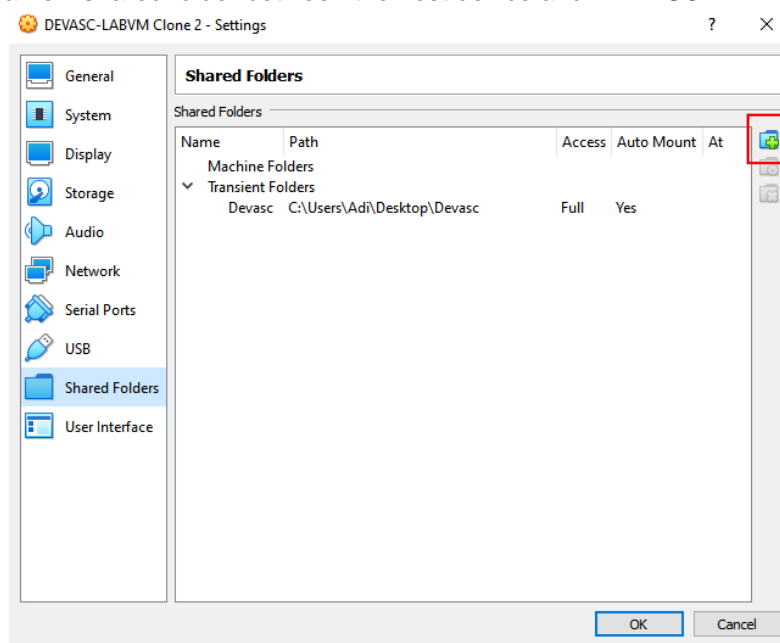 DEVASC-LABVM Clone 2 - Settings ? ×
General
System
Display
Storage
Audio
Network
Serial Ports
USB
Shared Folders
User Interface
Shared Folders
Shared Folders
Name Path Access Auto Mount At
Machine Folders
Transient Folders
Devasc C:\Users\Adi\Desktop\Devasc Full Yes
OK Cancel